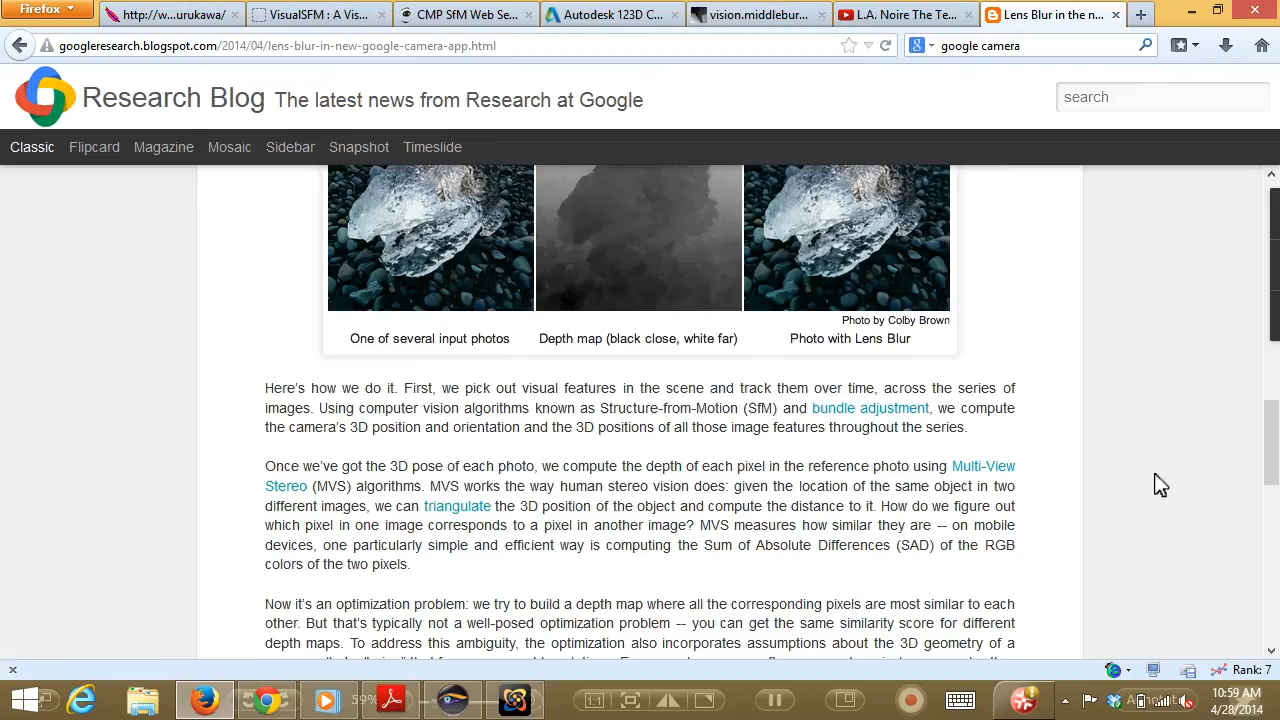 Firefox
http://w...urukawa/
VisualSFM : A Vis...
CMP SfM Web Se...
Autodesk 123D C...
vision.middlebur...
L.A. Noire The Te...
Lens Blur in the n...
googleresearch.blogspot.com/2014/04/lens-blur-in-new-google-camera-app.html
google camera
Research Blog The latest news from Research at Google
search
Classic Flipcard Magazine Mosaic Sidebar Snapshot Timeslide
Photo by Colby Brown
One of several input photos
Depth map (black close, white far)
Photo with Lens Blur
Here's how we do it. First, we pick out visual features in the scene and track them over time, across the series of
images. Using computer vision algorithms known as Structure-from-Motion (SfM) and bundle adjustment, we compute
the camera's 3D position and orientation and the 3D positions of all those image features throughout the series.
Once we've got the 3D pose of each photo, we compute the depth of each pixel in the reference photo using Multi-View
Stereo (MVS) algorithms. MVS works the way human stereo vision does: given the location of the same object in two
different images, we can triangulate the 3D position of the object and compute the distance to it. How do we figure out
which pixel in one image corresponds to a pixel in another image? MVS measures how similar they are -- on mobile
devices, one particularly simple and efficient way is computing the Sum of Absolute Differences (SAD) of the RGB
colors of the two pixels.
Now it's an optimization problem: we try to build a depth map where all the corresponding pixels are most similar to each
other. But that's typically not a well-posed optimization problem -- you can get the same similarity score for different
depth maps. To address this ambiguity, the optimization also incorporates assumptions about the 3D geometry of a
Rank: 7
59%
1:1
10:59 AM
4/28/2014